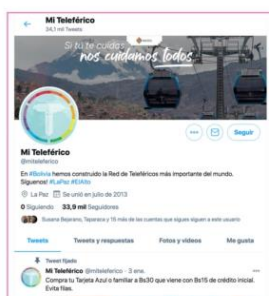 Mi Teleférico
34,1 mil Tweets
Si tú te cuidas
nos cuidamos todos
Seguir
Mi Teleférico
@miteleferico
En #Bolivia hemos construido la Red de Teleféricos más importante del mundo.
Síguenos! #LaPaz #ElAlto
La Paz Se unió en julio de 2013
0 Siguiendo 33,9 mil Seguidores
Susana Bejarano, Taparaca y 16 más de las cuentas que sigues siguen a este usuario
Tweets Tweets y respuestas Fotos y videos Me gusta
Tweet fijado
Mi Teleférico @miteleferico · 3 ene.
Compra tu Tarjeta Azul o familiar a Bs30 que viene con Bs15 de crédito inicial.
Evita filas.